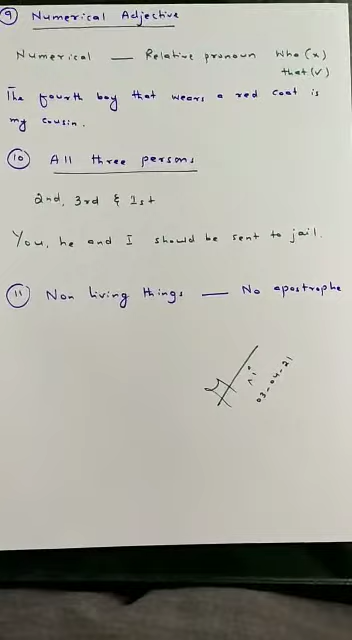 9 Numerical Adjective
Numerical — Relative pronoun Who (x)
that (✓)
The fourth boy that wears a red coat is
my cousin.
10 All three persons
2nd, 3rd & 1st
You, he and I should be sent to jail.
11 Non living things — No apostrophe
03-04-21